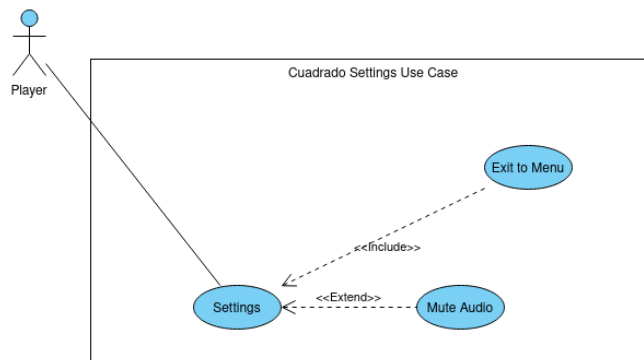 Player
Cuadrado Settings Use Case
Exit to Menu
<<Include>>
<<Extend>>
Settings
Mute Audio